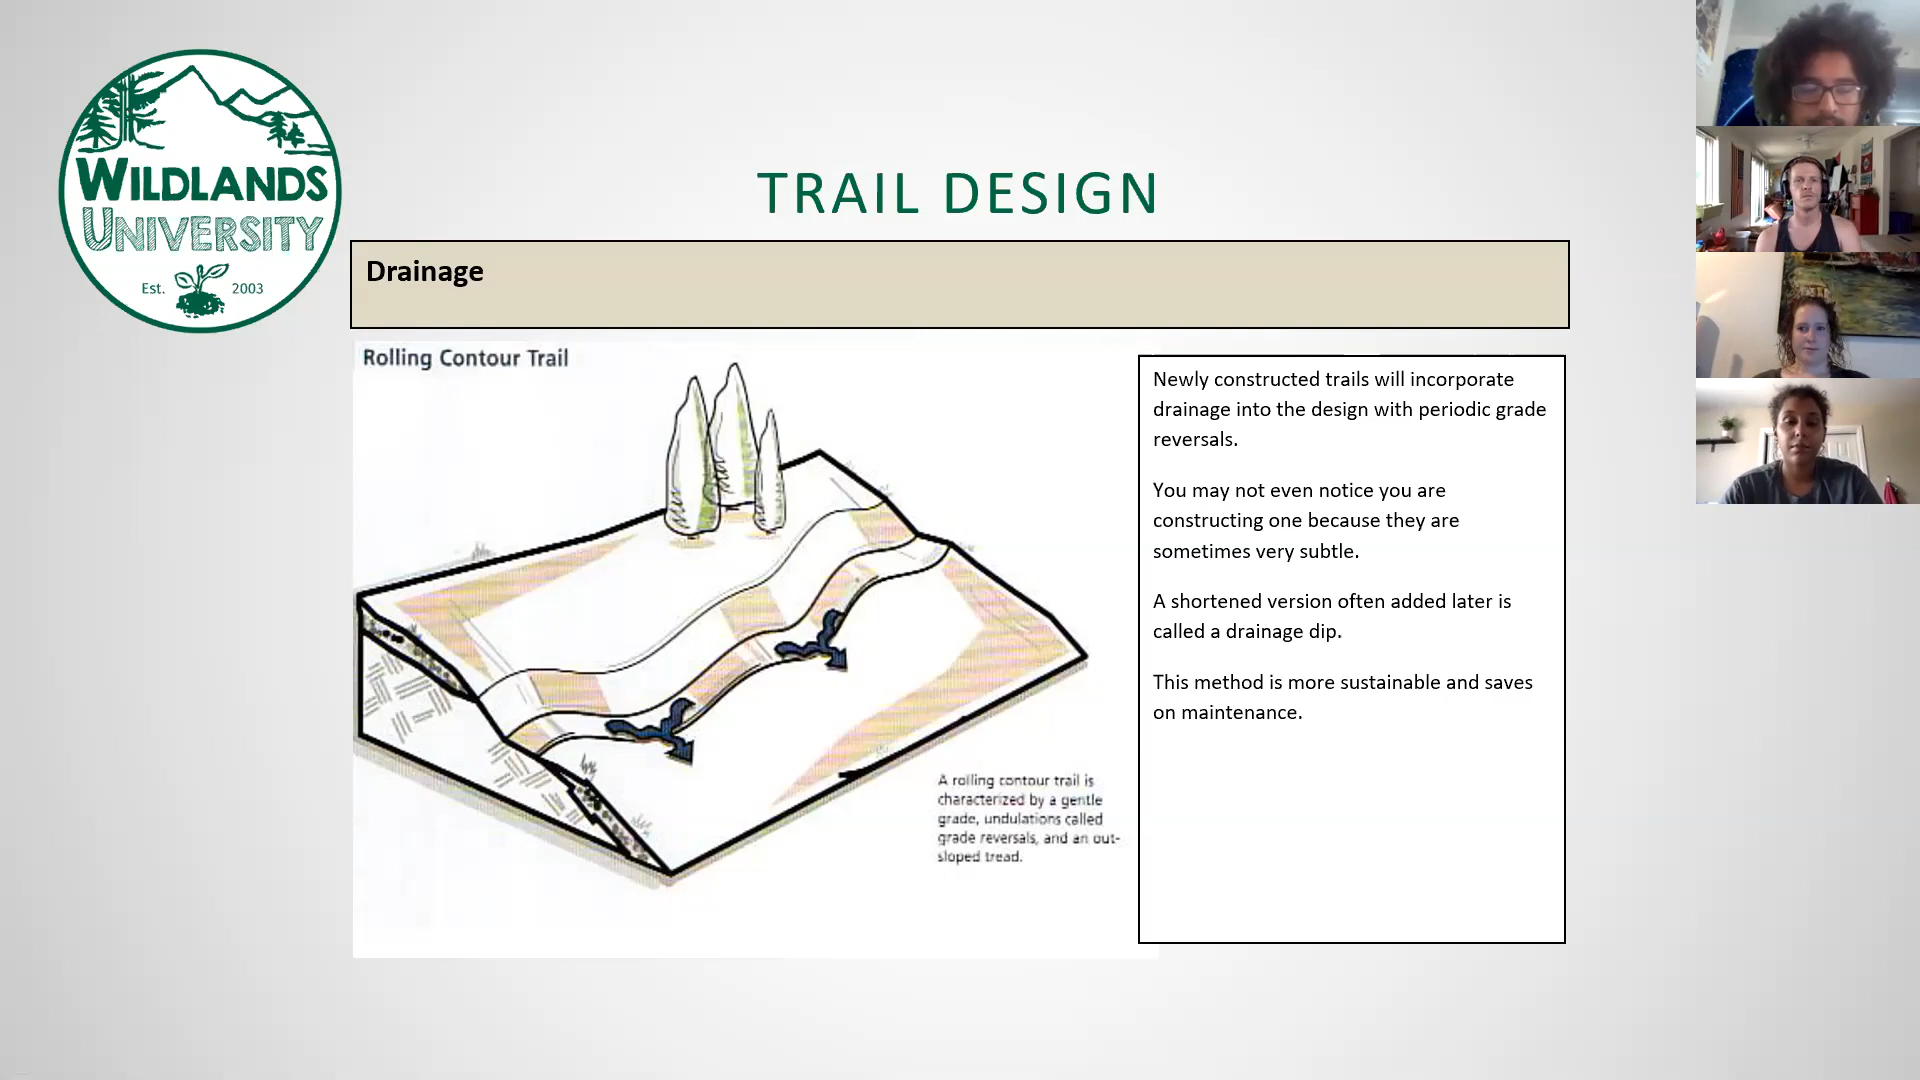 WILDLANDS
UNIVERSITY
Est. 2003
TRAIL DESIGN
Drainage
Rolling Contour Trail
A rolling contour trail is
characterized by a gentle
grade, undulations called
grade reversals, and an out-
sloped tread.
Newly constructed trails will incorporate
drainage into the design with periodic grade
reversals.
You may not even notice you are
constructing one because they are
sometimes very subtle.
A shortened version often added later is
called a drainage dip.
This method is more sustainable and saves
on maintenance.